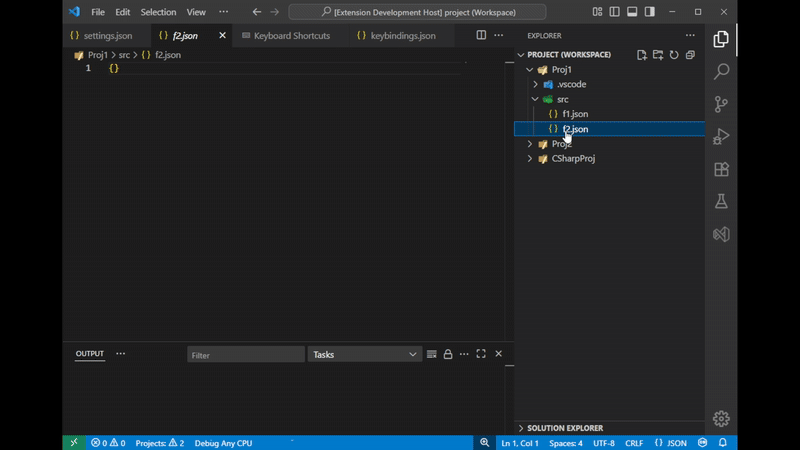 File Edit Selection View ··· [Extension Development Host] project (Workspace)
settings.json f2.json Keyboard Shortcuts keybindings.json
Proj1 > src > {} f2.json
1 {}
EXPLORER
PROJECT (WORKSPACE)
Proj1
.vscode
src
{} f1.json
{} f2.json
Proj2
CSharpProj
OUTPUT Filter Tasks
SOLUTION EXPLORER
0 0 Projects: 2 Debug Any CPU Ln 1, Col 1 Spaces: 4 UTF-8 CRLF {} JSON